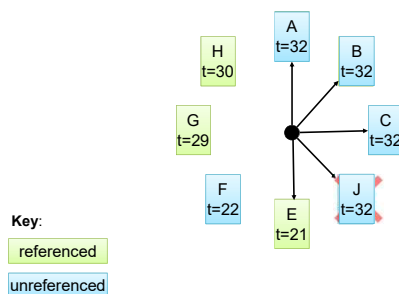 A
t=32
H
t=30
B
t=32
G
t=29
C
t=32
F
t=22
J
t=32
E
t=21
Key:
referenced
unreferenced